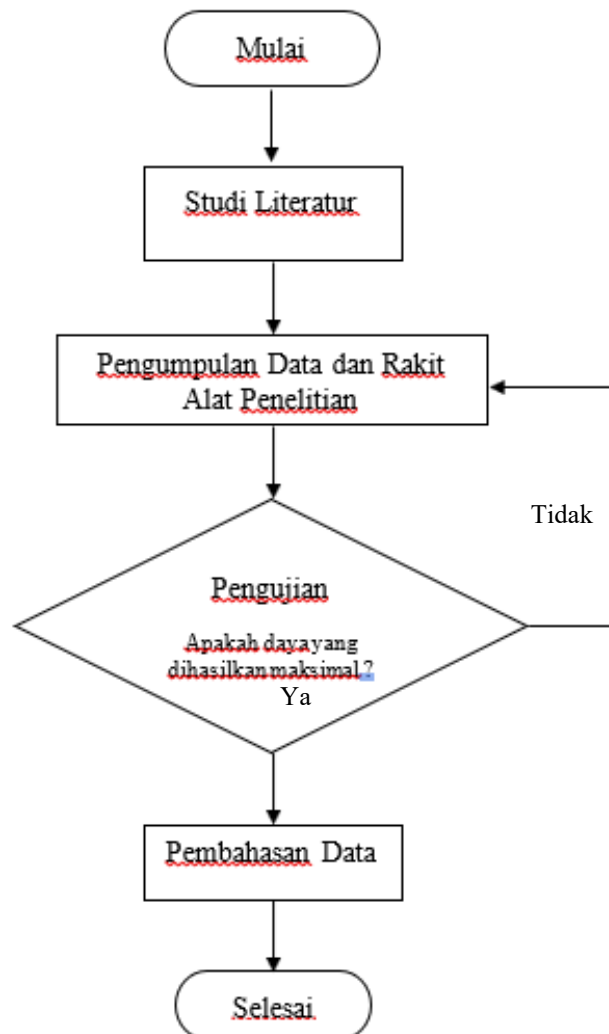 Mulai
Studi Literatur
Pengumpulan Data dan Rakit
Alat Penelitian
Tidak
Pengujian
Apakah daya yang
dihasilkan maksimal.?
Ya
Pembahasan Data
Selesai